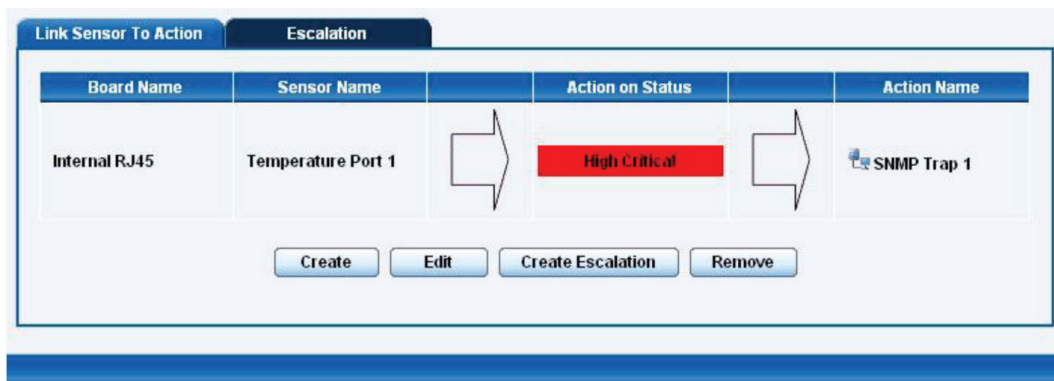 Link Sensor To Action Escalation
Board Name Sensor Name Action on Status Action Name
Internal RJ45 Temperature Port 1 High Critical SNMP Trap 1
Create Edit Create Escalation Remove